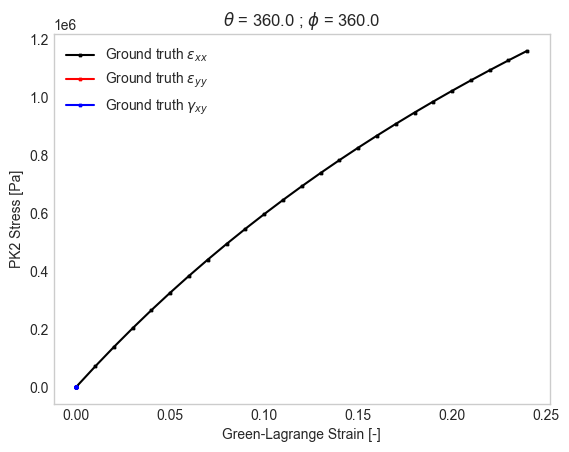 θ = 360.0 ; ϕ = 360.0
1e6
1.2
1.0
0.8
0.6
0.4
0.2
0.0
PK2 Stress [Pa]
Ground truth εxx
Ground truth εyy
Ground truth γxy
0.00 0.05 0.10 0.15 0.20 0.25
Green-Lagrange Strain [-]